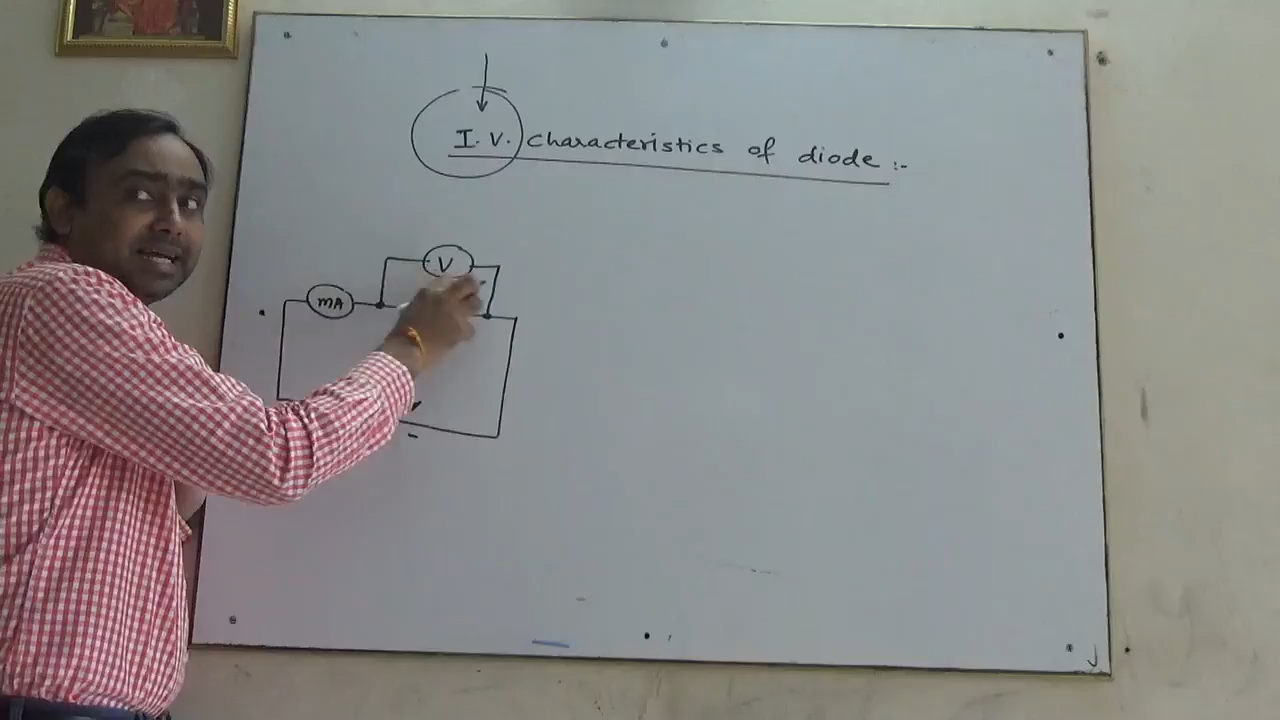 I. V. characteristics of diode :-
V
mA
-